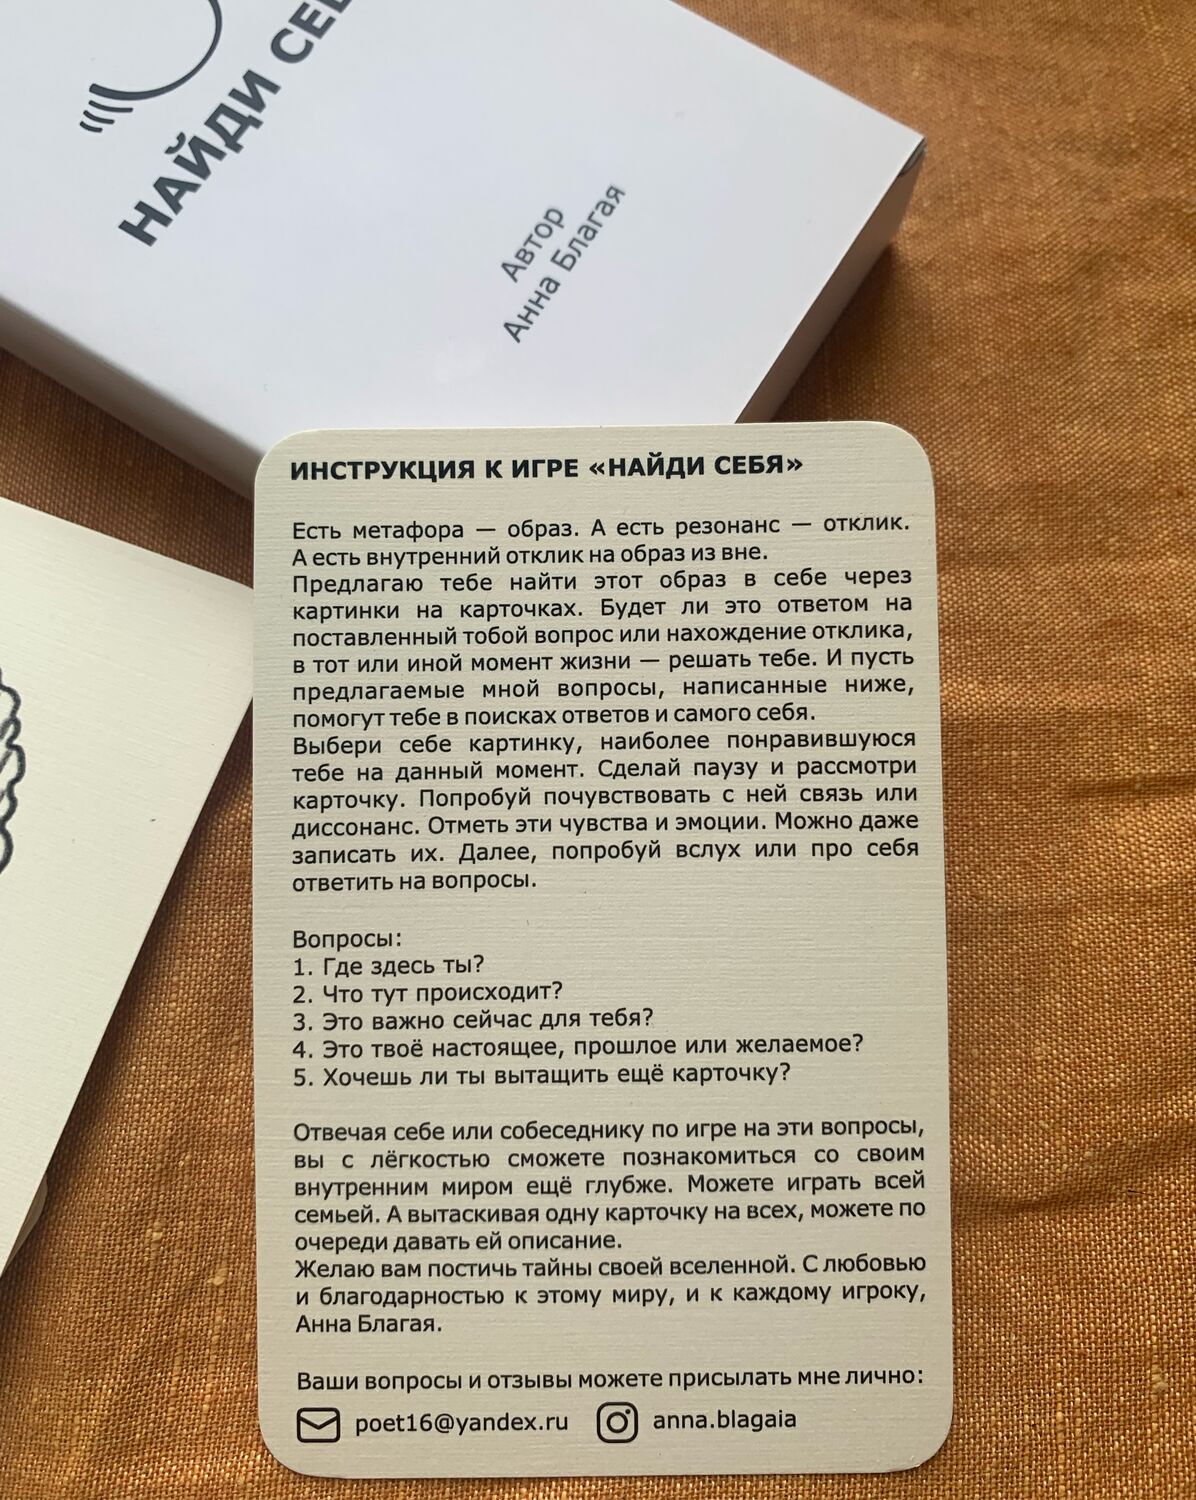 НАЙДИ
Автор
Анна Благая
ИНСТРУКЦИЯ К ИГРЕ «НАЙДИ СЕБЯ»
Есть метафора — образ. А есть резонанс — отклик.
А есть внутренний отклик на образ из вне.
Предлагаю тебе найти этот образ в себе через
картинки на карточках. Будет ли это ответом на
поставленный тобой вопрос или нахождение отклика,
в тот или иной момент жизни — решать тебе. И пусть
предлагаемые мной вопросы, написанные ниже,
помогут тебе в поисках ответов и самого себя.
Выбери себе картинку, наиболее понравившуюся
тебе на данный момент. Сделай паузу и рассмотри
карточку. Попробуй почувствовать с ней связь или
диссонанс. Отметь эти чувства и эмоции. Можно даже
записать их. Далее, попробуй вслух или про себя
ответить на вопросы.
Вопросы:
1. Где здесь ты?
2. Что тут происходит?
3. Это важно сейчас для тебя?
4. Это твоё настоящее, прошлое или желаемое?
5. Хочешь ли ты вытащить ещё карточку?
Отвечая себе или собеседнику по игре на эти вопросы,
вы с лёгкостью сможете познакомиться со своим
внутренним миром ещё глубже. Можете играть всей
семьей. А вытаскивая одну карточку на всех, можете по
очереди давать ей описание.
Желаю вам постичь тайны своей вселенной. С любовью
и благодарностью к этому миру, и к каждому игроку,
Анна Благая.
Ваши вопросы и отзывы можете присылать мне лично:
poet16@yandex.ru anna.blagaia